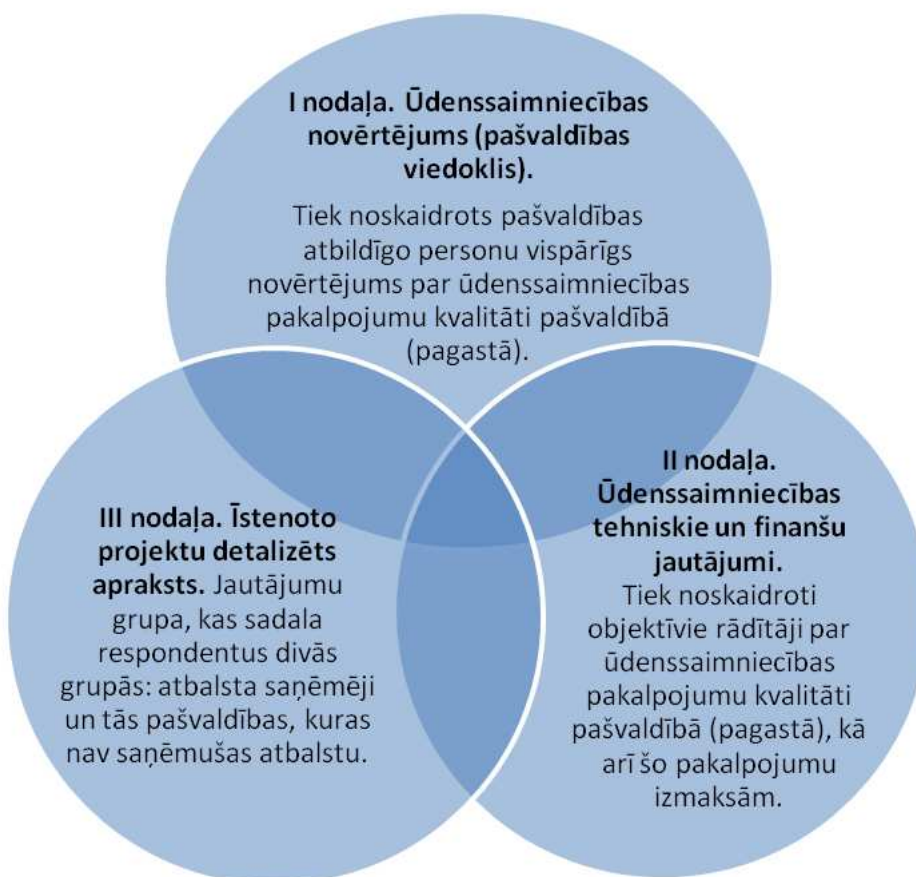 I nodaļa. Ūdenssaimniecības
novērtējums (pašvaldības
viedoklis).
Tiek noskaidrots pašvaldības
atbildīgo personu vispārīgs
novērtējums par ūdenssaimniecības
pakalpojumu kvalitāti pašvaldībā
(pagastā).
II nodaļa.
Ūdenssaimniecības
tehniskie un finanšu
jautājumi.
Tiek noskaidroti
objektīvie rādītāji par
ūdenssaimniecības
pakalpojumu kvalitāti
pašvaldībā (pagastā), kā
arī šo pakalpojumu
izmaksām.
III nodaļa. Īstenoto
projektu detalizēts
apraksts. Jautājumu
grupa, kas sadala
respondentus divās
grupās: atbalsta saņēmēji
un tās pašvaldības, kuras
nav saņēmušas atbalstu.